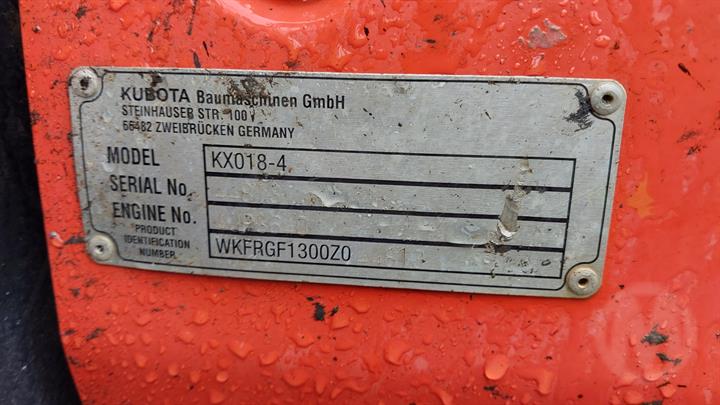 KUBOTA Baumaschinen GmbH
STEINHAUSER STR. 100
66482 ZWEIBRÜCKEN GERMANY
MODEL KX018-4
SERIAL No.
ENGINE No.
PRODUCT
IDENTIFICATION
NUMBER WKFRGF1300Z0